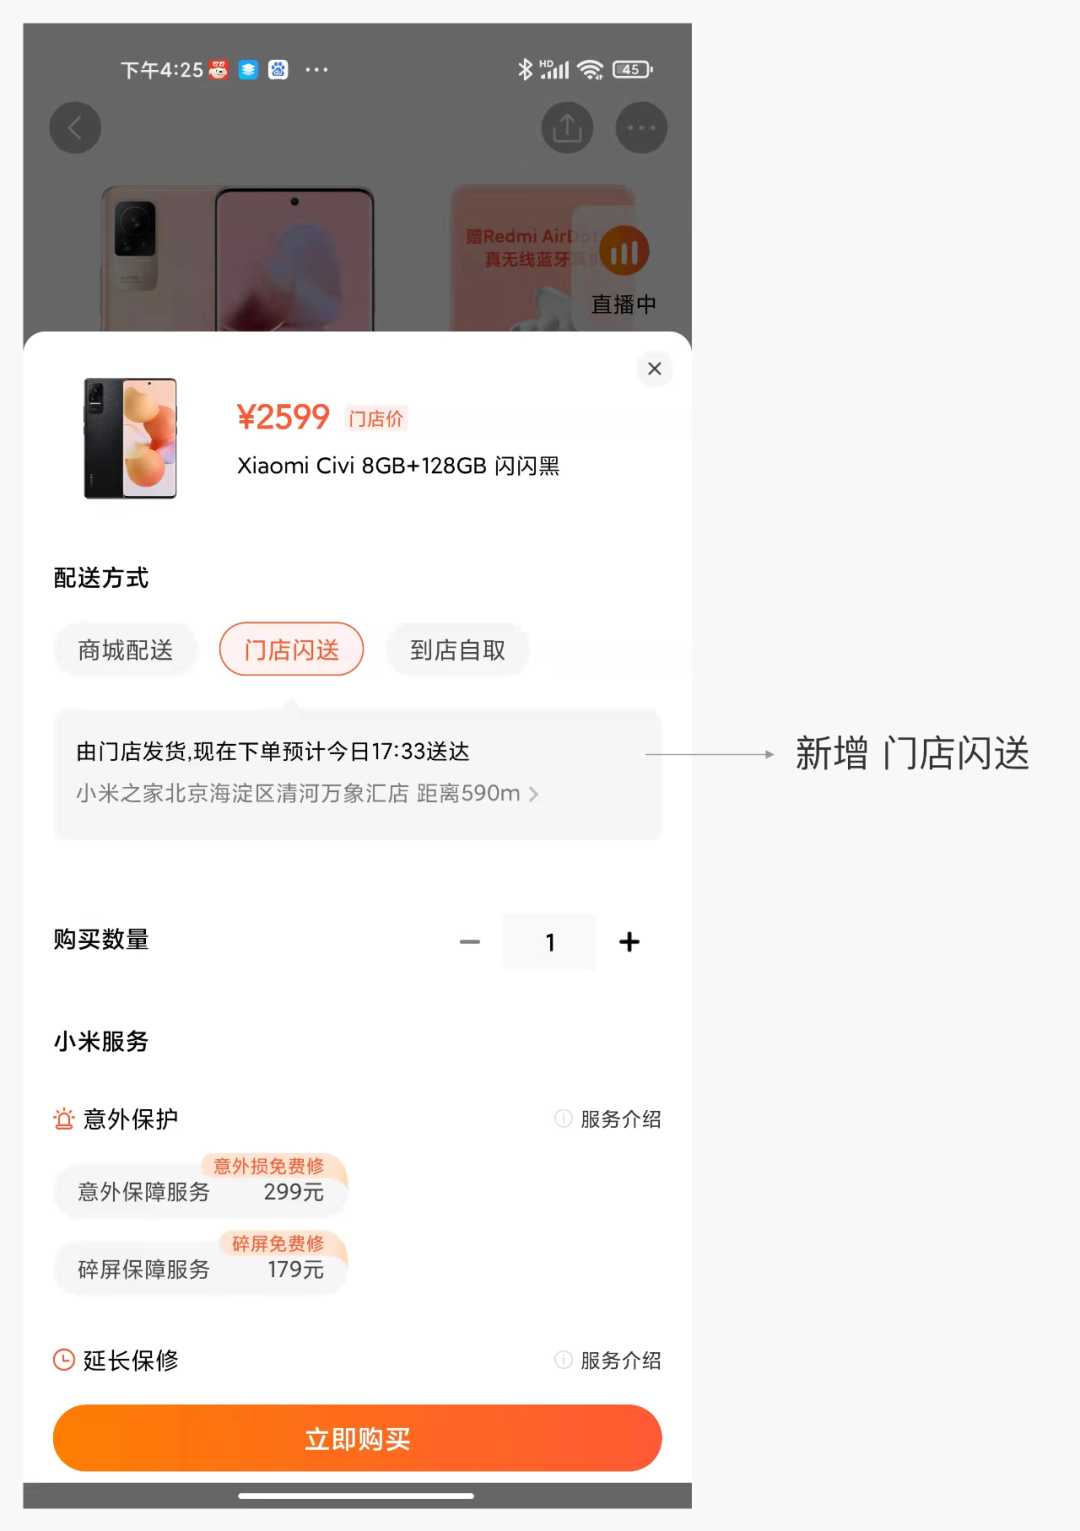 下午4:25
HD
45
赠Redmi AirDots
真无线蓝牙耳机
直播中
¥2599 门店价
Xiaomi Civi 8GB+128GB 闪闪黑
配送方式
商城配送 门店闪送 到店自取
由门店发货,现在下单预计今日17:33送达
新增 门店闪送
小米之家北京海淀区清河万象汇店 距离590m
购买数量
1
小米服务
意外保护 服务介绍
意外损免费修
意外保障服务 299元
碎屏免费修
碎屏保障服务 179元
延长保修 服务介绍
立即购买